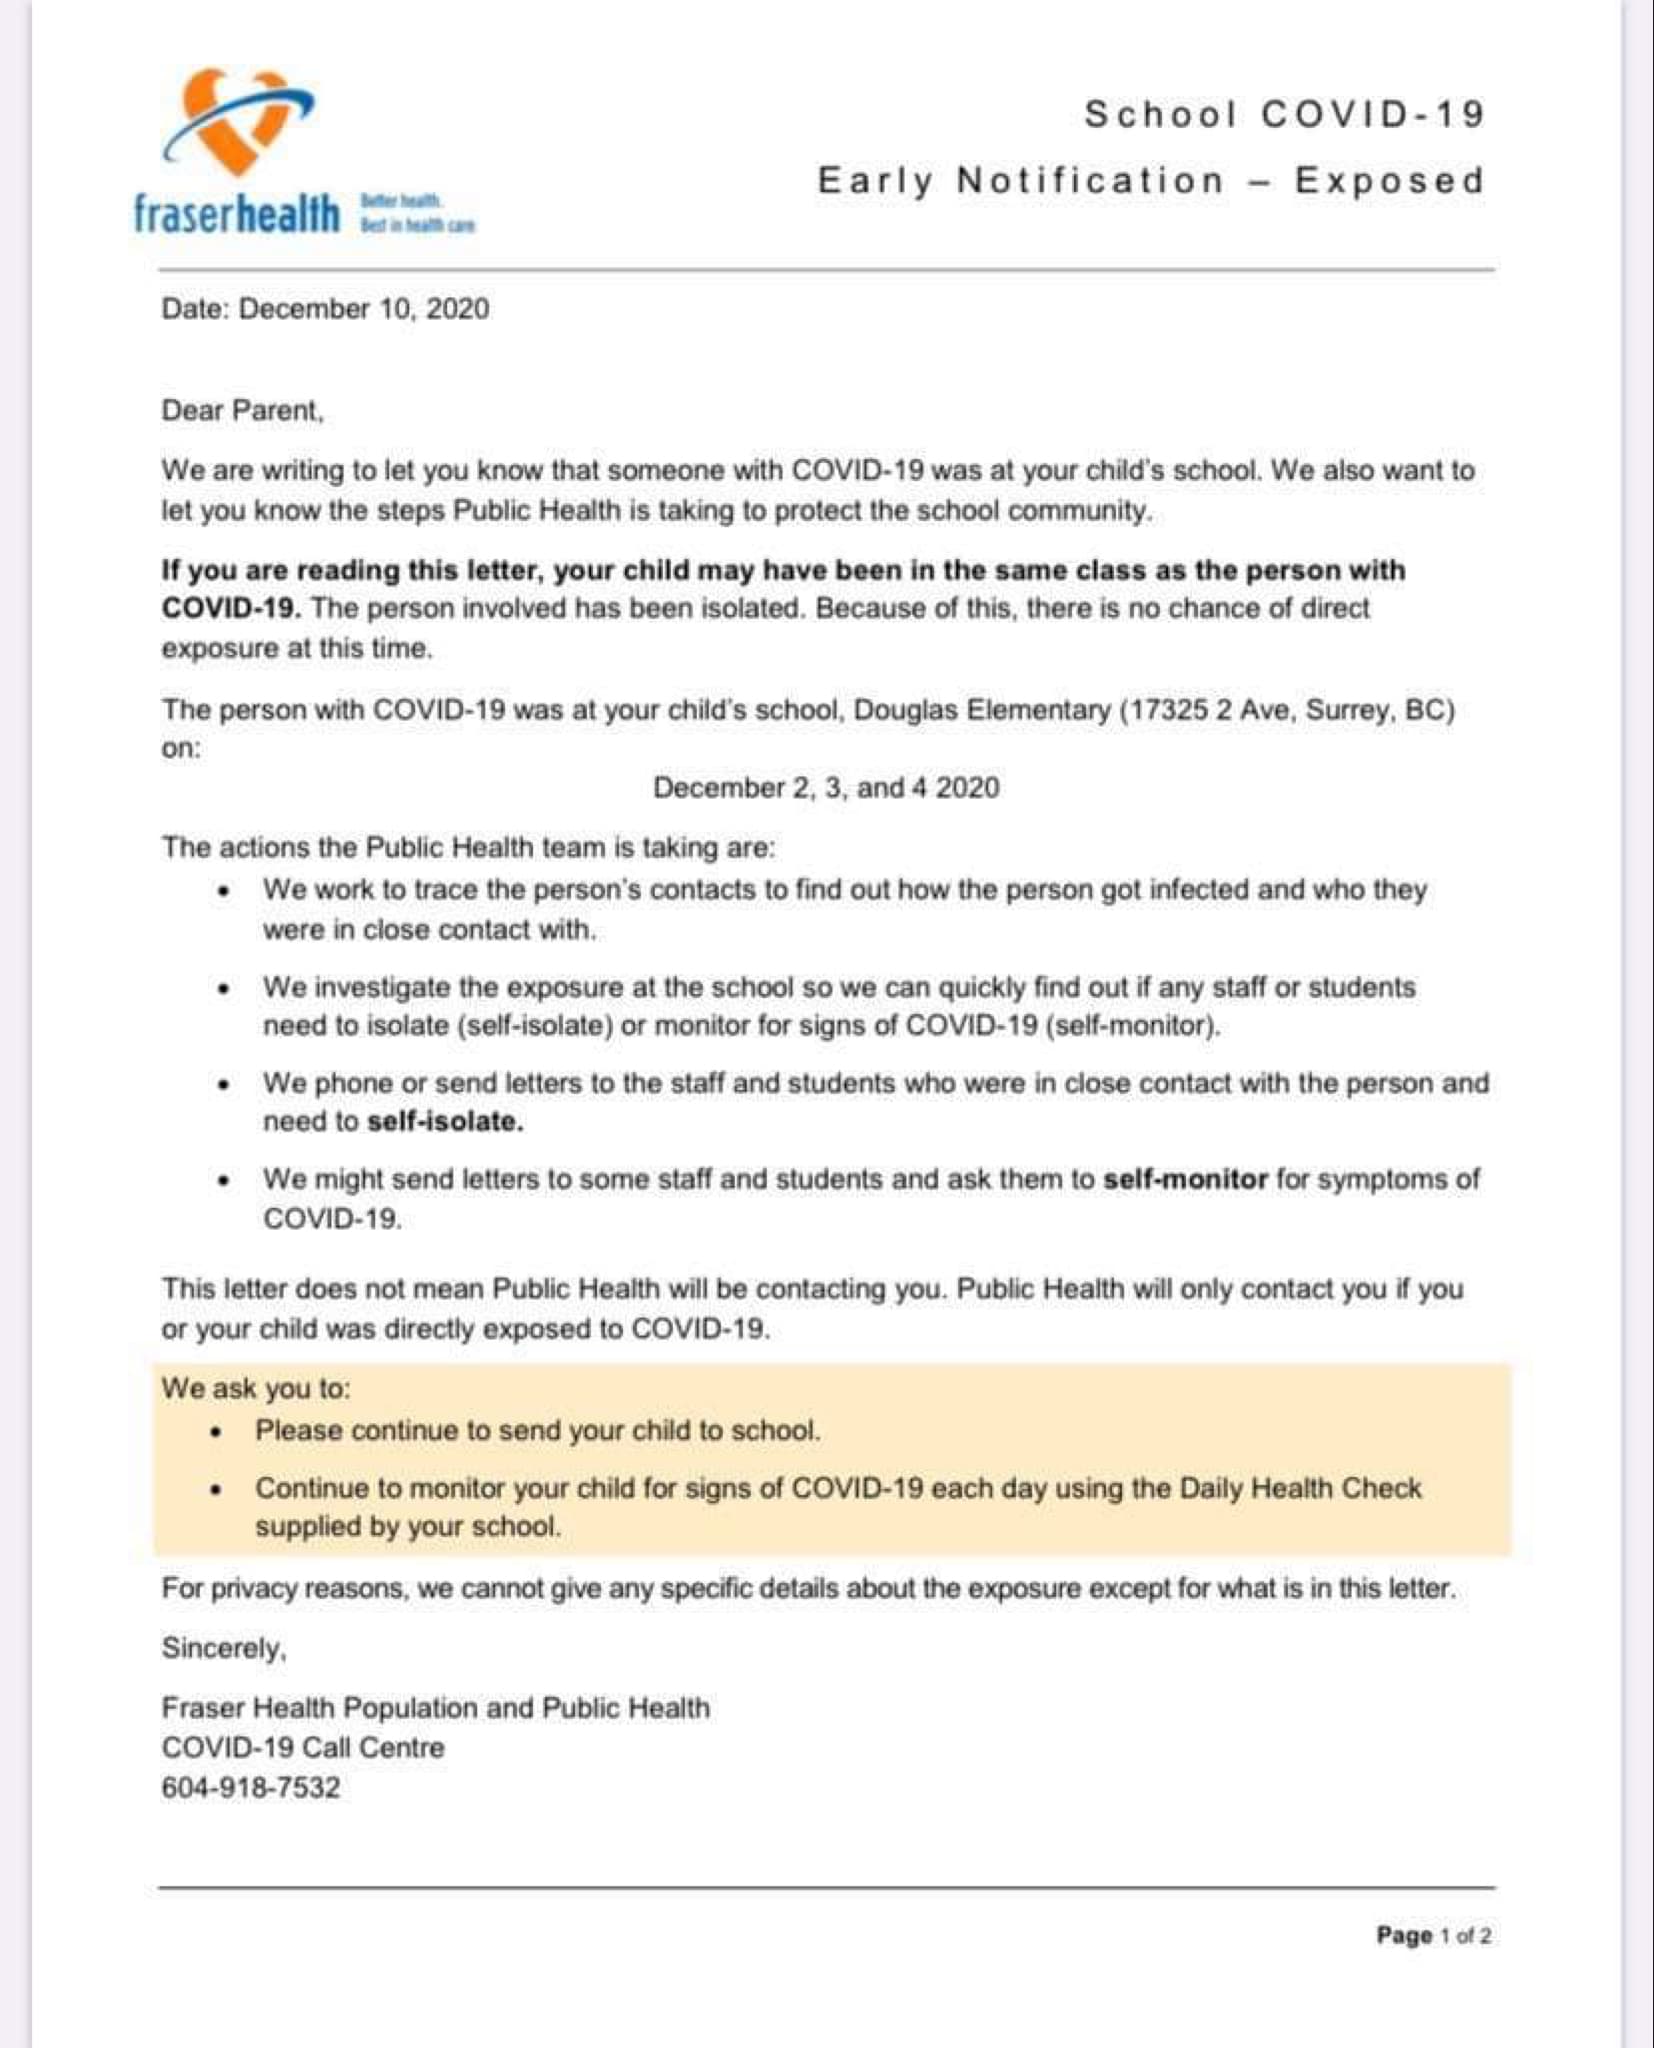 School COVID-19
Early Notification – Exposed
fraserhealth
Better health.
Best in health care
Date: December 10, 2020
Dear Parent,
We are writing to let you know that someone with COVID-19 was at your child's school. We also want to
let you know the steps Public Health is taking to protect the school community.
If you are reading this letter, your child may have been in the same class as the person with
COVID-19. The person involved has been isolated. Because of this, there is no chance of direct
exposure at this time.
The person with COVID-19 was at your child's school, Douglas Elementary (17325 2 Ave, Surrey, BC)
on:
December 2, 3, and 4 2020
The actions the Public Health team is taking are:
• We work to trace the person's contacts to find out how the person got infected and who they
were in close contact with.
• We investigate the exposure at the school so we can quickly find out if any staff or students
need to isolate (self-isolate) or monitor for signs of COVID-19 (self-monitor).
• We phone or send letters to the staff and students who were in close contact with the person and
need to self-isolate.
• We might send letters to some staff and students and ask them to self-monitor for symptoms of
COVID-19.
This letter does not mean Public Health will be contacting you. Public Health will only contact you if you
or your child was directly exposed to COVID-19.
We ask you to:
• Please continue to send your child to school.
• Continue to monitor your child for signs of COVID-19 each day using the Daily Health Check
supplied by your school.
For privacy reasons, we cannot give any specific details about the exposure except for what is in this letter.
Sincerely,
Fraser Health Population and Public Health
COVID-19 Call Centre
604-918-7532
Page 1 of 2